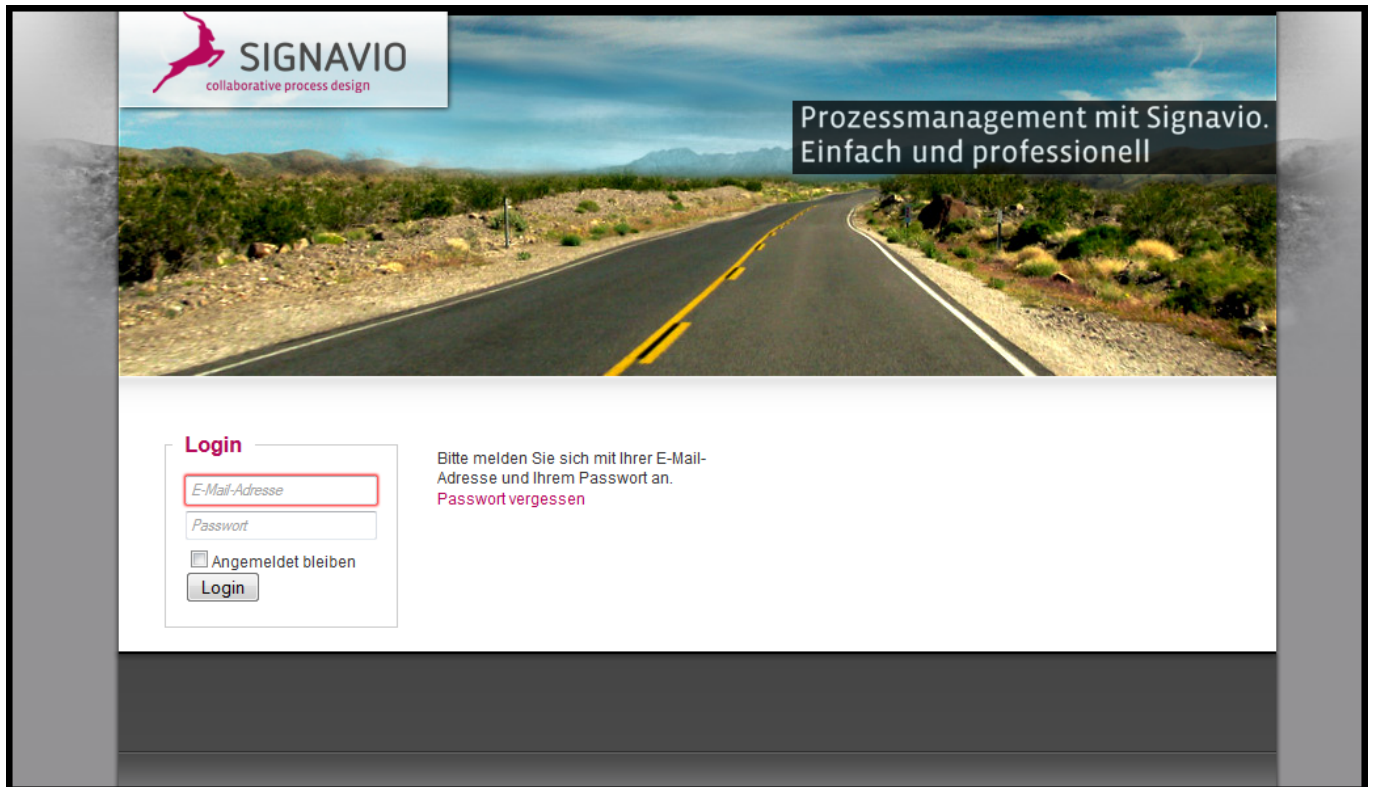 SIGNAVIO
collaborative process design
Prozessmanagement mit Signavio.
Einfach und professionell
Login
E-Mail-Adresse
Passwort
Angemeldet bleiben
Login
Bitte melden Sie sich mit Ihrer E-Mail-
Adresse und Ihrem Passwort an.
Passwort vergessen